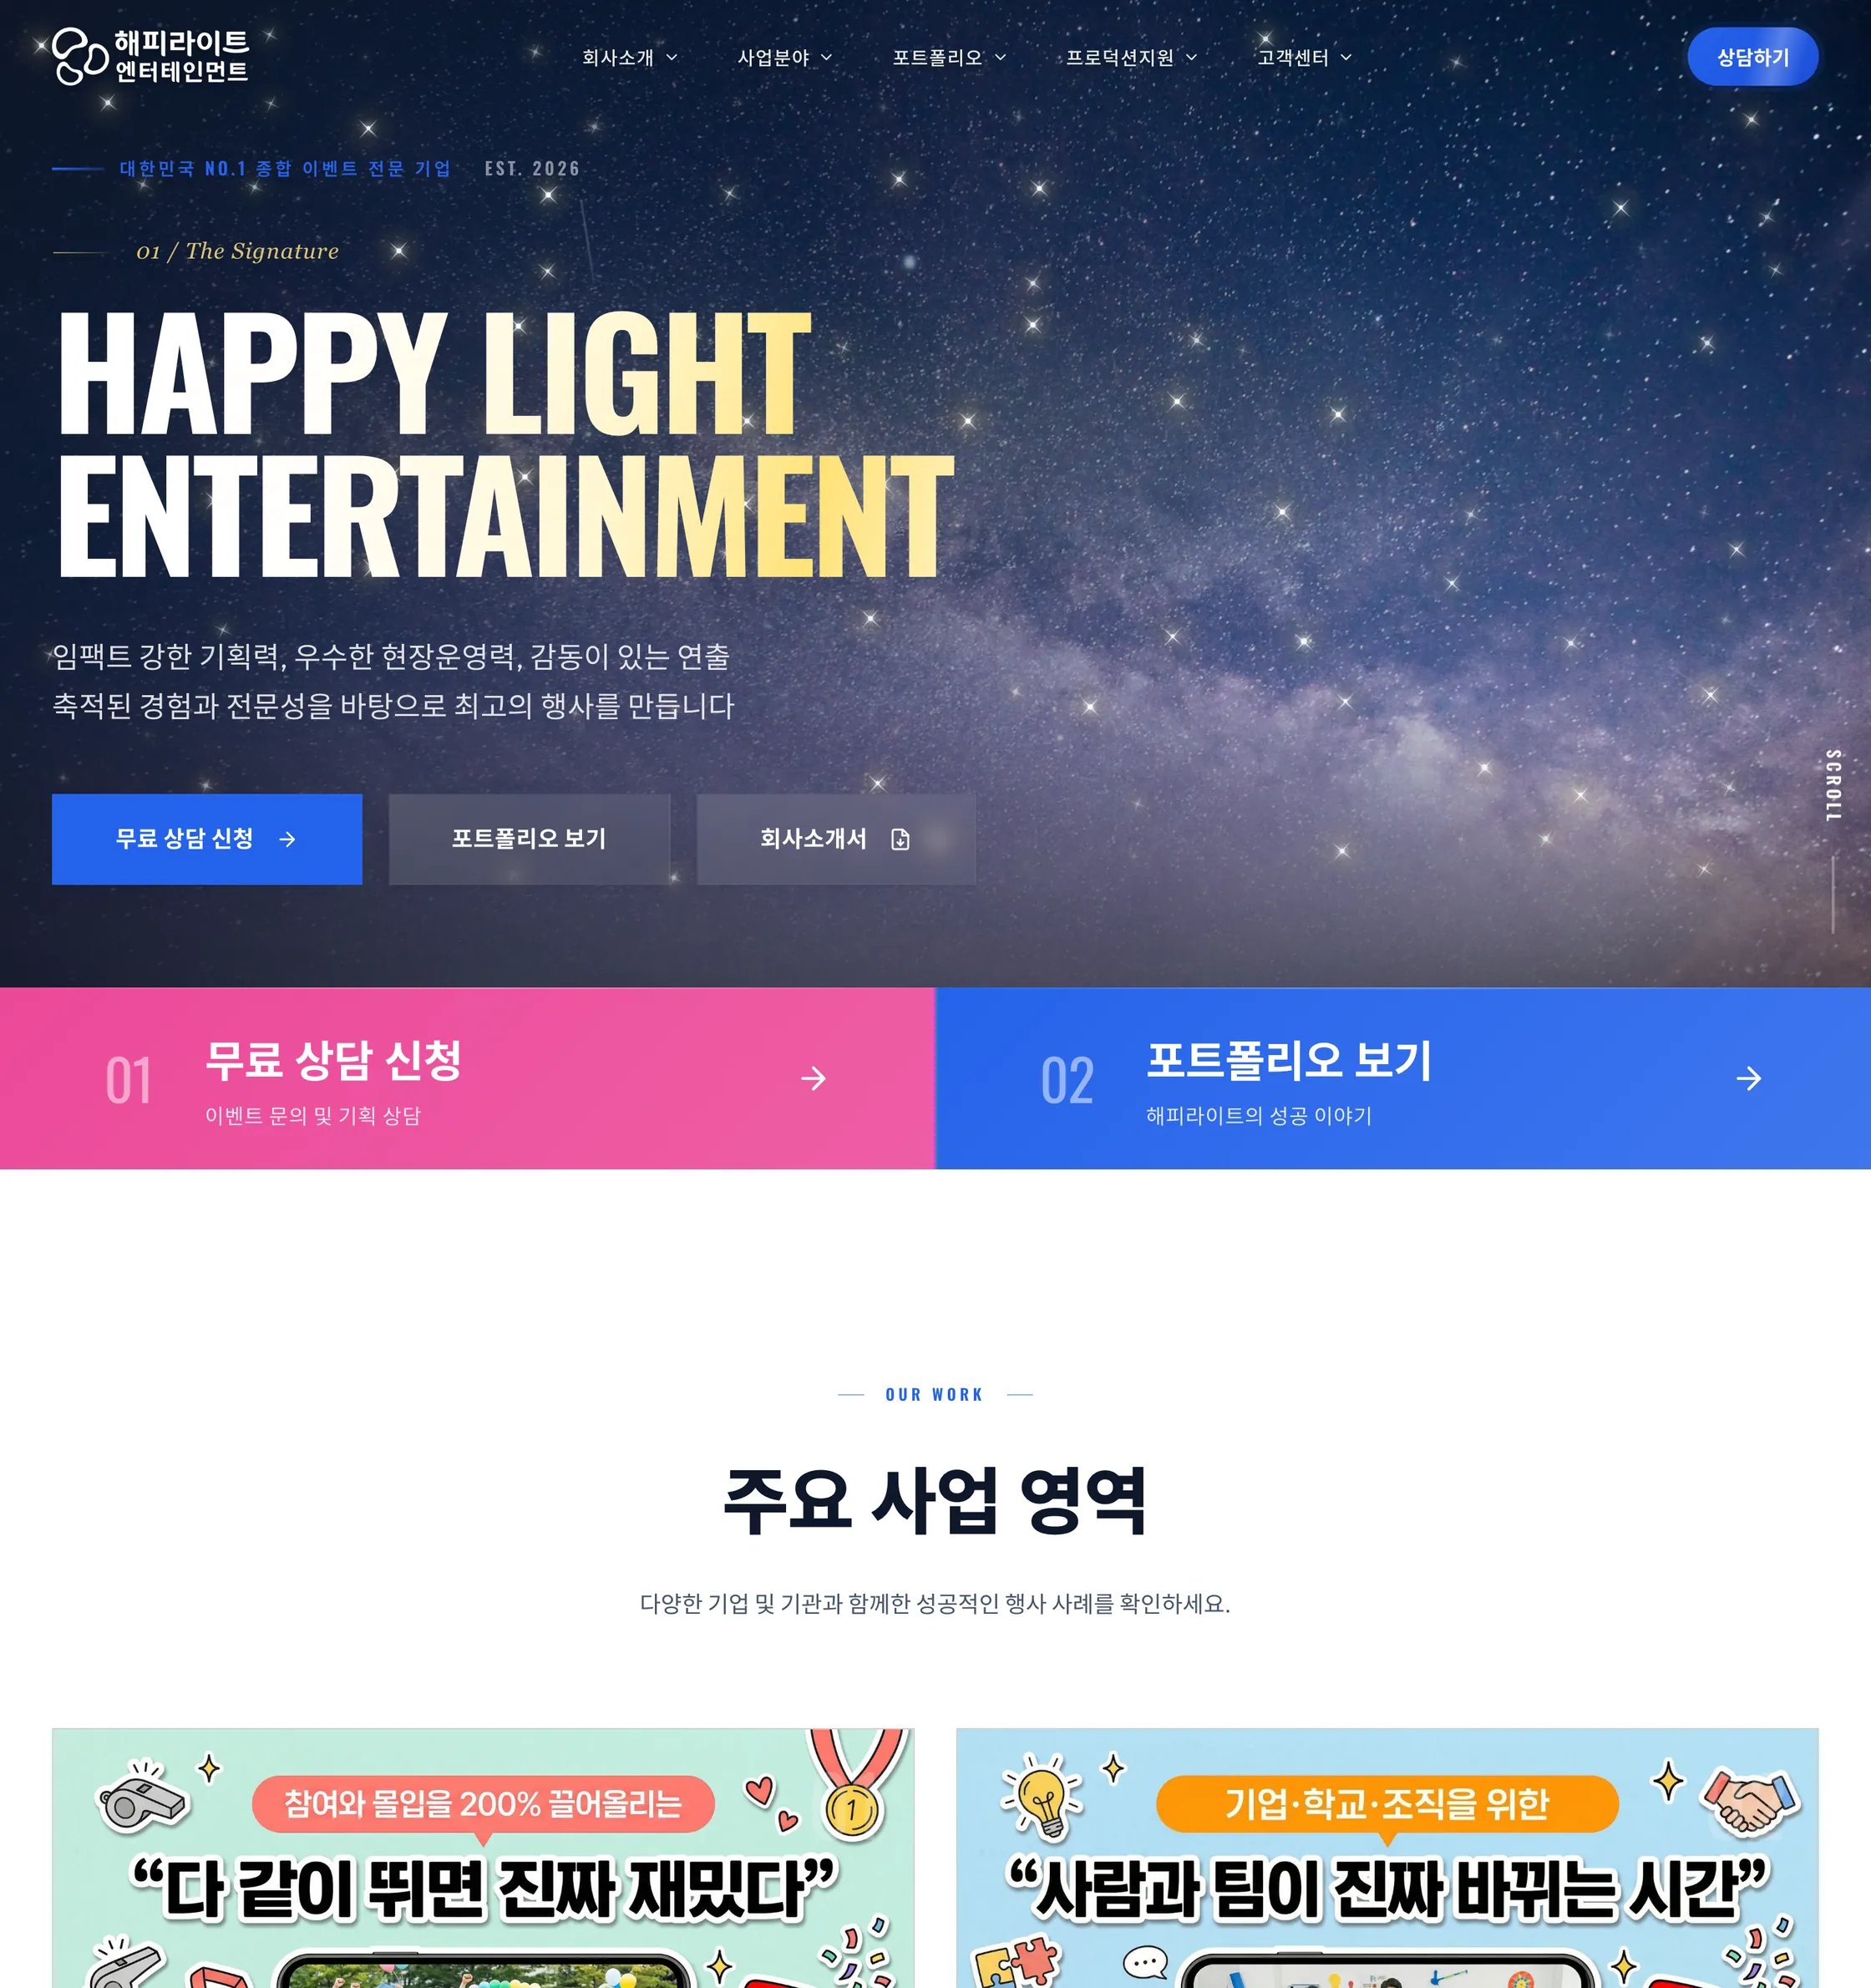 해피라이트
엔터테인먼트
회사소개
사업분야
포트폴리오
프로덕션지원
고객센터
상담하기
대한민국 NO.1 종합 이벤트 전문 기업 EST. 2026
01 / The Signature
HAPPY LIGHT
ENTERTAINMENT
임팩트 강한 기획력, 우수한 현장운영력, 감동이 있는 연출
축적된 경험과 전문성을 바탕으로 최고의 행사를 만듭니다
무료 상담 신청
포트폴리오 보기
회사소개서
SCROLL
01
무료 상담 신청
이벤트 문의 및 기획 상담
02
포트폴리오 보기
해피라이트의 성공 이야기
OUR WORK
주요 사업 영역
다양한 기업 및 기관과 함께한 성공적인 행사 사례를 확인하세요.
참여와 몰입을 200% 끌어올리는
1
“다 같이 뛰면 진짜 재밌다”
기업·학교·조직을 위한
“사람과 팀이 진짜 바뀌는 시간”